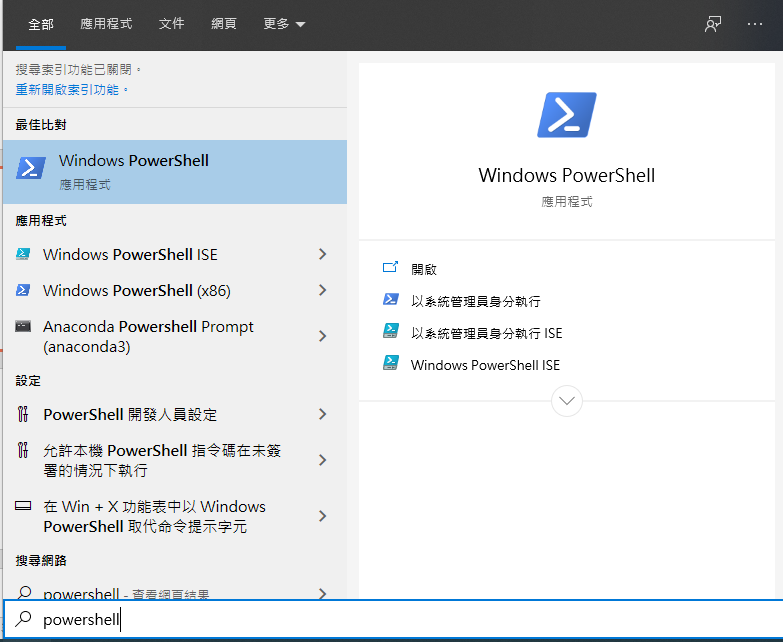 全部 應用程式 文件 網頁 更多
搜尋索引功能已關閉。
重新開啟索引功能。
最佳比對
Windows PowerShell
應用程式
應用程式
Windows PowerShell ISE
Windows PowerShell (x86)
Anaconda Powershell Prompt
(anaconda3)
設定
PowerShell 開發人員設定
允許本機 PowerShell 指令碼在未簽
署的情況下執行
在 Win + X 功能表中以 Windows
PowerShell 取代命令提示字元
搜尋網路
powershell - 查看網頁結果
powershell
Windows PowerShell
應用程式
開啟
以系統管理員身分執行
以系統管理員身分執行 ISE
Windows PowerShell ISE